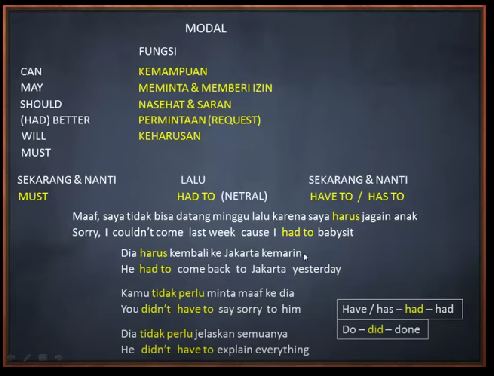 MODAL
FUNGSI
CAN KEMAMPUAN
MAY MEMINTA & MEMBERI IZIN
SHOULD NASEHAT & SARAN
(HAD) BETTER PERMINTAAN (REQUEST)
WILL KEHARUSAN
MUST
SEKARANG & NANTI LALU SEKARANG & NANTI
MUST HAD TO (NETRAL) HAVE TO / HAS TO
Maaf, saya tidak bisa datang minggu lalu karena saya harus jagain anak
Sorry, I couldn't come last week cause I had to babysit
Dia harus kembali ke Jakarta kemarin
He had to come back to Jakarta yesterday
Kamu tidak perlu minta maaf ke dia
You didn't have to say sorry to him
Have / has – had – had
Do – did – done
Dia tidak perlu jelaskan semuanya
He didn't have to explain everything